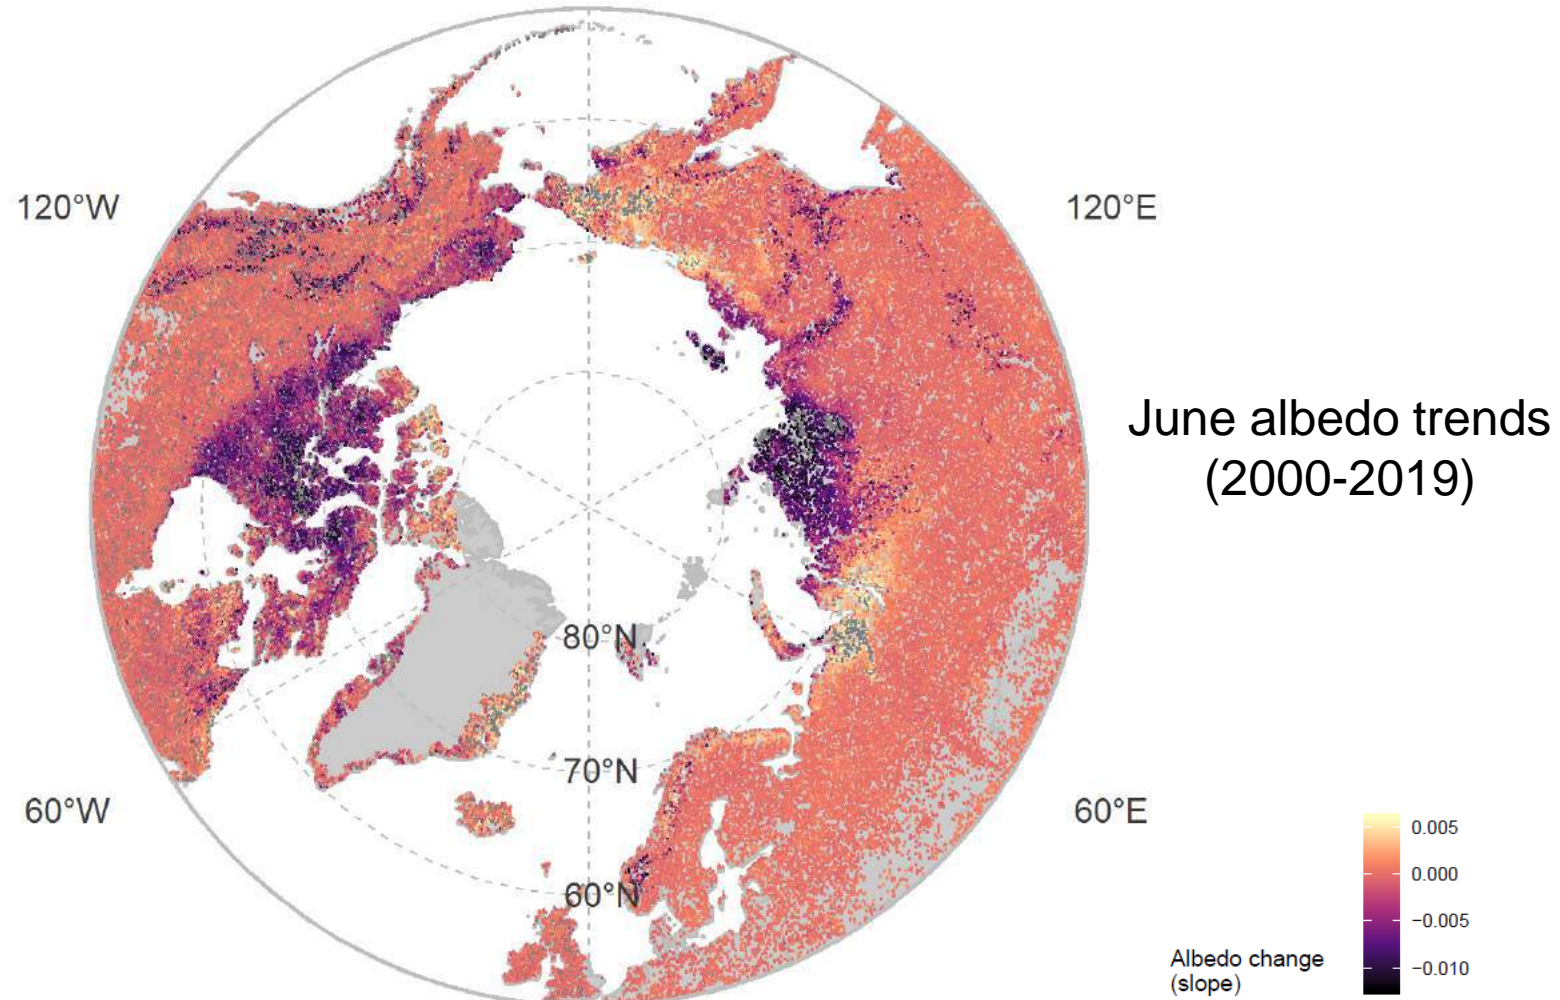 120°W
120°E
June albedo trends
(2000-2019)
80°N
70°N
60°W
60°E
60°N
Albedo change
(slope)
0.005
0.000
−0.005
−0.010